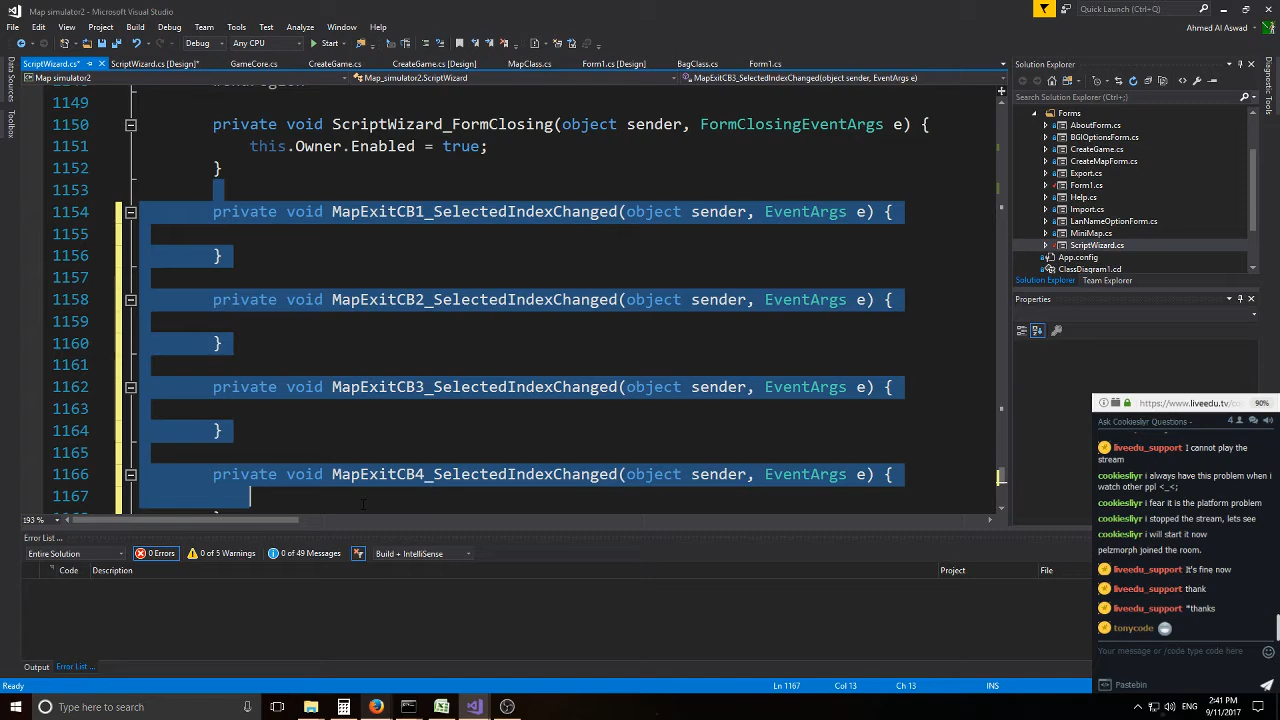 Map simulator2 - Microsoft Visual Studio
Quick Launch (Ctrl+;)
File Edit View Project Build Debug Team Tools Test Analyze Window Help
Ahmed Al Aswad
Debug Any CPU Start
ScriptWizard.cs* ScriptWizard.cs [Design]* GameCore.cs CreateGame.cs CreateGame.cs [Design] MapClass.cs Form1.cs [Design] BagClass.cs Form1.cs
Map simulator2 Map_simulator2.ScriptWizard MapExitCB3_SelectedIndexChanged(object sender, EventArgs e)
Data Sources
Toolbox
1149
1150 private void ScriptWizard_FormClosing(object sender, FormClosingEventArgs e) {
1151 this.Owner.Enabled = true;
1152 }
1153
1154 private void MapExitCB1_SelectedIndexChanged(object sender, EventArgs e) {
1155
1156 }
1157
1158 private void MapExitCB2_SelectedIndexChanged(object sender, EventArgs e) {
1159
1160 }
1161
1162 private void MapExitCB3_SelectedIndexChanged(object sender, EventArgs e) {
1163
1164 }
1165
1166 private void MapExitCB4_SelectedIndexChanged(object sender, EventArgs e) {
1167
193 %
Solution Explorer
Search Solution Explorer (Ctrl+;)
Forms
AboutForm.cs
BGIOptionsForm.cs
CreateGame.cs
CreateMapForm.cs
Export.cs
Form1.cs
Help.cs
Import.cs
LanNameOptionForm.cs
MiniMap.cs
ScriptWizard.cs
App.config
ClassDiagram1.cd
Solution Explorer Team Explorer
Properties
Diagnostic Tools
Error List ...
Entire Solution 0 Errors 0 of 5 Warnings 0 of 49 Messages Build + IntelliSense
Code Description Project File
Output Error List ...
Ready Ln 1167 Col 13 Ch 13 INS
https://www.liveedu.tv/co 90%
Ask Cookieslyr Questions - 4
liveedu_support I cannot play the
stream
cookieslyr i always have this problem when i
watch other ppl <_<;
cookieslyr i fear it is the platform problem
cookieslyr i stopped the stream, lets see
cookieslyr i will start it now
pelzmorph joined the room.
liveedu_support It's fine now
liveedu_support thank
liveedu_support *thanks
tonycode
Your message or /code type code here
Pastebin
Type here to search
2:41 PM
9/11/2017